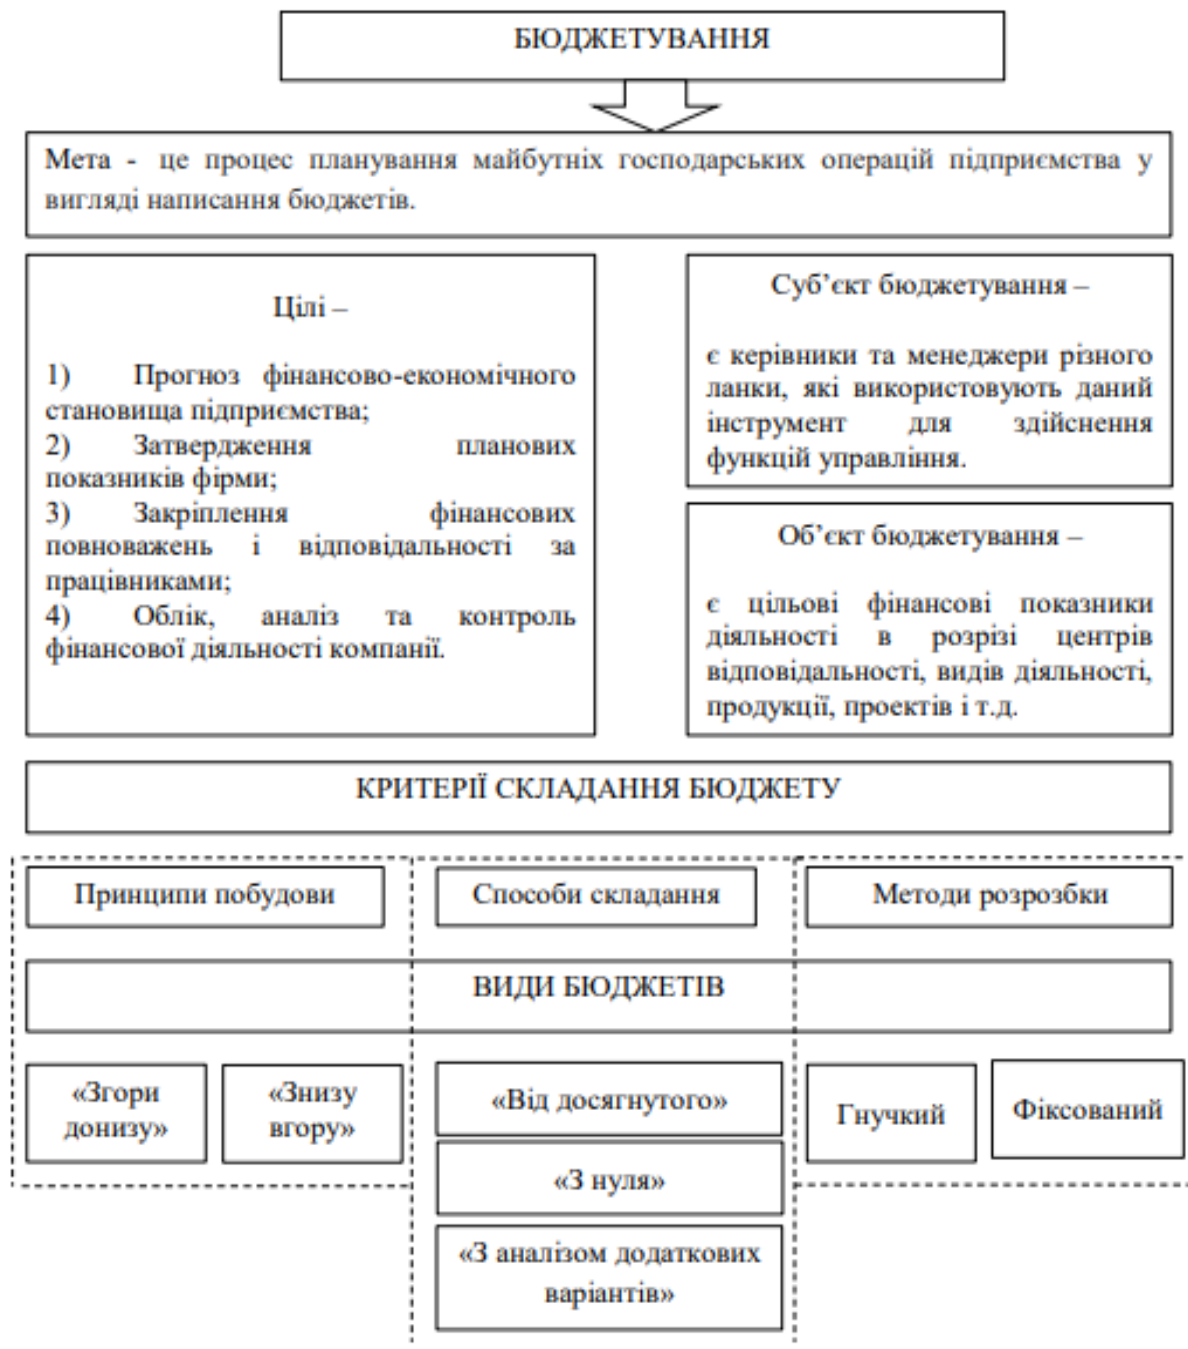 БЮДЖЕТУВАННЯ
Мета - це процес планування майбутніх господарських операцій підприємства у
вигляді написання бюджетів.
Цілі –
1) Прогноз фінансово-економічного
становища підприємства;
2) Затвердження планових
показників фірми;
3) Закріплення фінансових
повноважень і відповідальності за
працівниками;
4) Облік, аналіз та контроль
фінансової діяльності компанії.
Суб’єкт бюджетування –
є керівники та менеджери різного
ланки, які використовують даний
інструмент для здійснення
функцій управління.
Об’єкт бюджетування –
є цільові фінансові показники
діяльності в розрізі центрів
відповідальності, видів діяльності,
продукції, проектів і т.д.
КРИТЕРІЇ СКЛАДАННЯ БЮДЖЕТУ
Принципи побудови
Способи складання
Методи розрозбки
ВИДИ БЮДЖЕТІВ
«Згори
донизу»
«Знизу
вгору»
«Від досягнутого»
«З нуля»
«З аналізом додаткових
варіантів»
Гнучкий
Фіксований